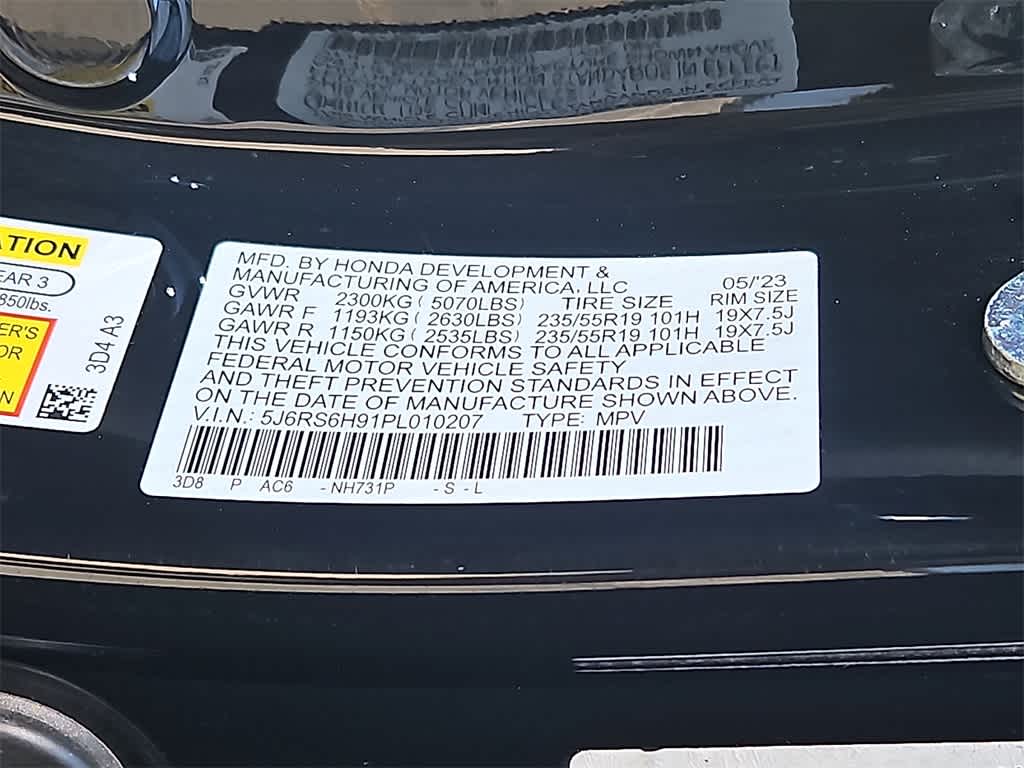 ATION
EAR 3
850lbs.
ER'S
OR
N
3D4 A3
MFD. BY HONDA DEVELOPMENT &
MANUFACTURING OF AMERICA, LLC 05/'23
GVWR 2300KG ( 5070LBS) TIRE SIZE RIM SIZE
GAWR F 1193KG ( 2630LBS) 235/55R19 101H 19X7.5J
GAWR R 1150KG ( 2535LBS) 235/55R19 101H 19X7.5J
THIS VEHICLE CONFORMS TO ALL APPLICABLE
FEDERAL MOTOR VEHICLE SAFETY
AND THEFT PREVENTION STANDARDS IN EFFECT
ON THE DATE OF MANUFACTURE SHOWN ABOVE.
V.I.N.: 5J6RS6H91PL010207 TYPE: MPV
3D8 P AC6 - NH731P - S - L